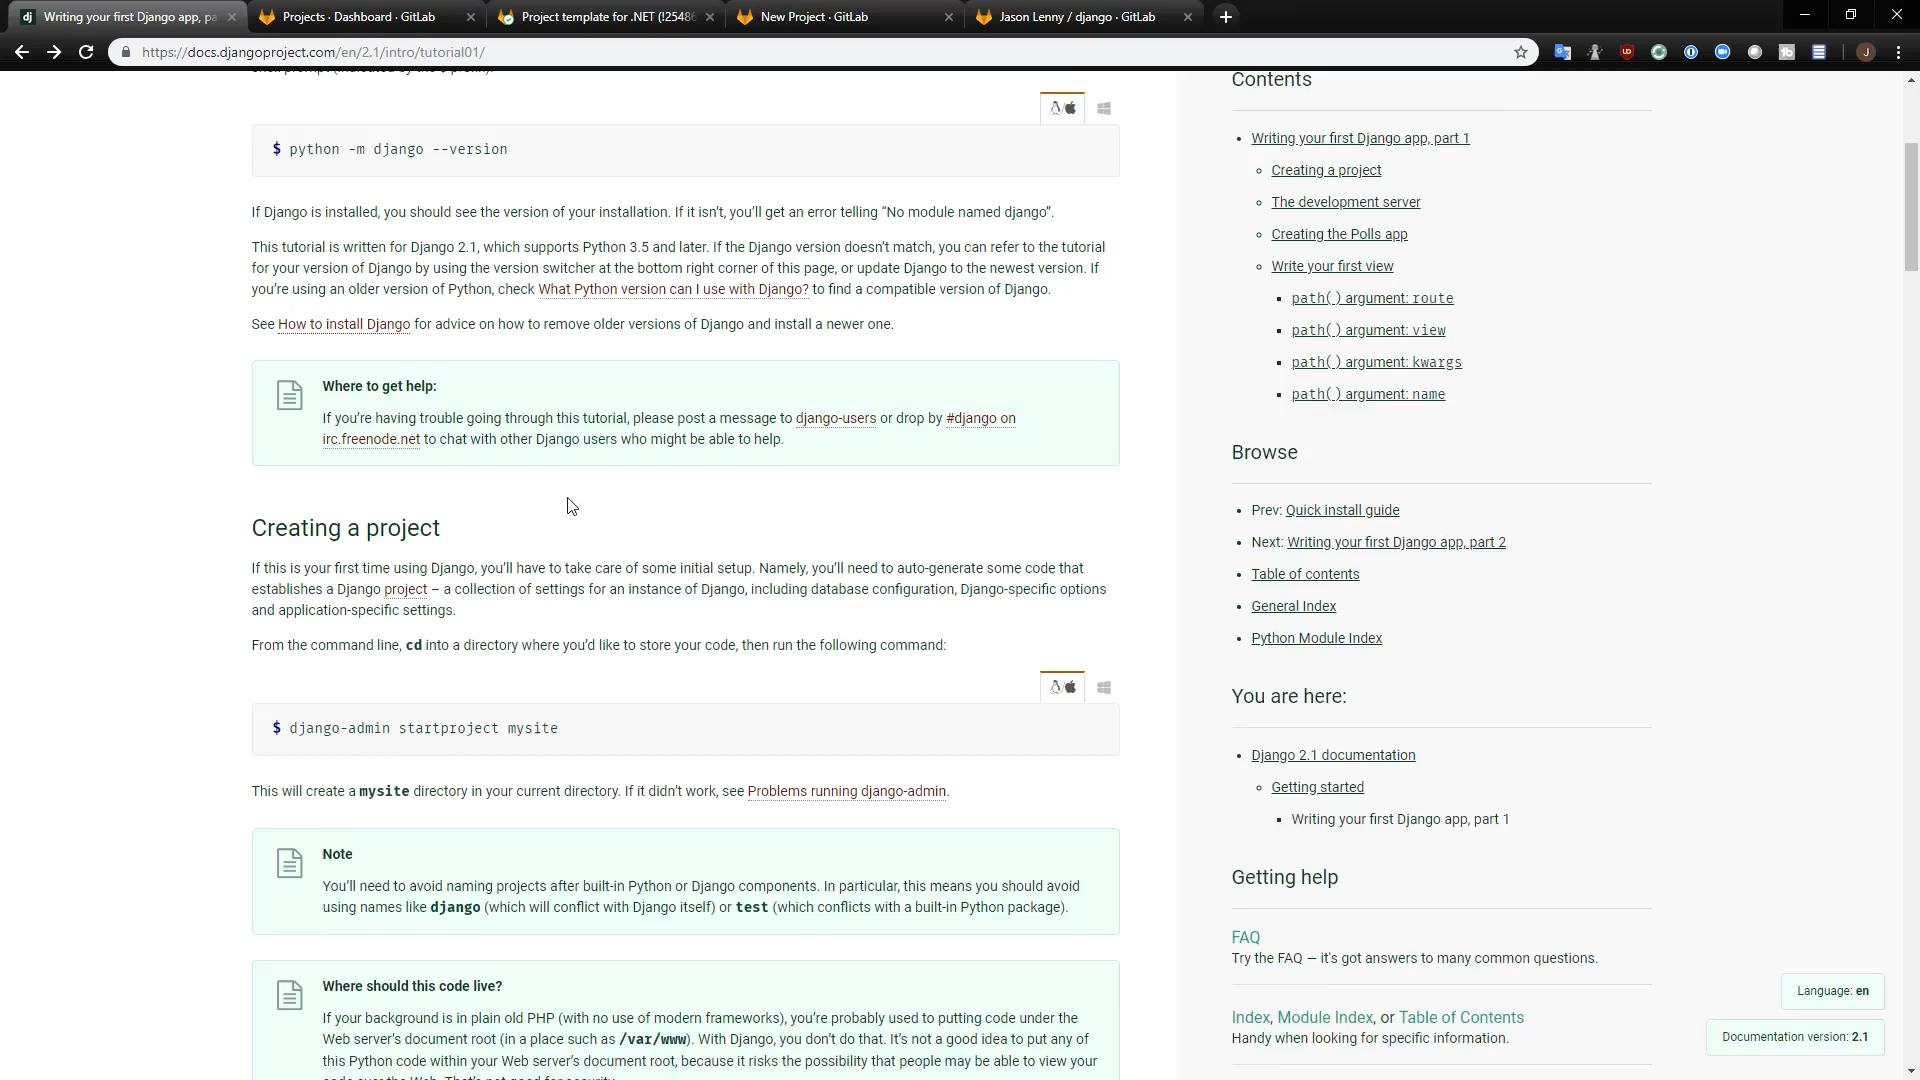 Writing your first Django app, pa
Projects · Dashboard · GitLab
Project template for .NET (!25486
New Project · GitLab
Jason Lenny / django · GitLab
https://docs.djangoproject.com/en/2.1/intro/tutorial01/
$ python -m django --version
If Django is installed, you should see the version of your installation. If it isn’t, you’ll get an error telling “No module named django”.
This tutorial is written for Django 2.1, which supports Python 3.5 and later. If the Django version doesn’t match, you can refer to the tutorial
for your version of Django by using the version switcher at the bottom right corner of this page, or update Django to the newest version. If
you’re using an older version of Python, check What Python version can I use with Django? to find a compatible version of Django.
See How to install Django for advice on how to remove older versions of Django and install a newer one.
Where to get help:
If you’re having trouble going through this tutorial, please post a message to django-users or drop by #django on
irc.freenode.net to chat with other Django users who might be able to help.
Creating a project
If this is your first time using Django, you’ll have to take care of some initial setup. Namely, you’ll need to auto-generate some code that
establishes a Django project – a collection of settings for an instance of Django, including database configuration, Django-specific options
and application-specific settings.
From the command line, cd into a directory where you’d like to store your code, then run the following command:
$ django-admin startproject mysite
This will create a mysite directory in your current directory. If it didn’t work, see Problems running django-admin.
Note
You’ll need to avoid naming projects after built-in Python or Django components. In particular, this means you should avoid
using names like django (which will conflict with Django itself) or test (which conflicts with a built-in Python package).
Where should this code live?
If your background is in plain old PHP (with no use of modern frameworks), you’re probably used to putting code under the
Web server’s document root (in a place such as /var/www). With Django, you don’t do that. It’s not a good idea to put any of
this Python code within your Web server’s document root, because it risks the possibility that people may be able to view your
Contents
Writing your first Django app, part 1
Creating a project
The development server
Creating the Polls app
Write your first view
path() argument: route
path() argument: view
path() argument: kwargs
path() argument: name
Browse
Prev: Quick install guide
Next: Writing your first Django app, part 2
Table of contents
General Index
Python Module Index
You are here:
Django 2.1 documentation
Getting started
Writing your first Django app, part 1
Getting help
FAQ
Try the FAQ — it's got answers to many common questions.
Index, Module Index, or Table of Contents
Handy when looking for specific information.
Language: en
Documentation version: 2.1